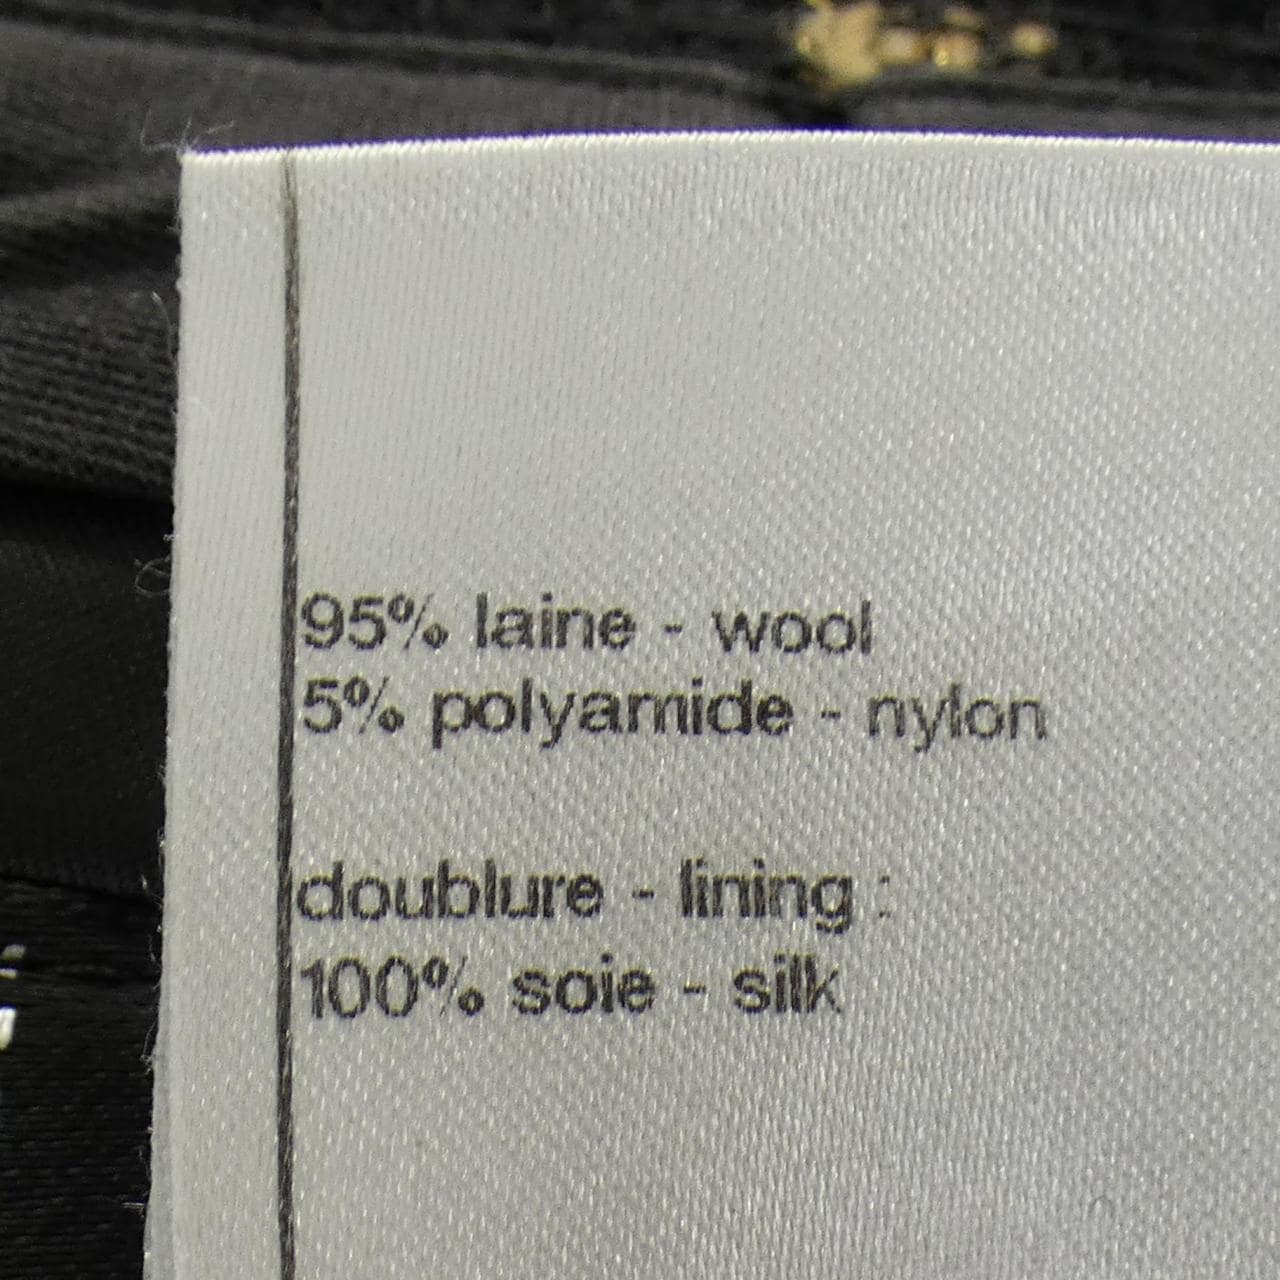 95% laine - wool
5% polyamide - nylon
doublure - lining :
100% soie - silk